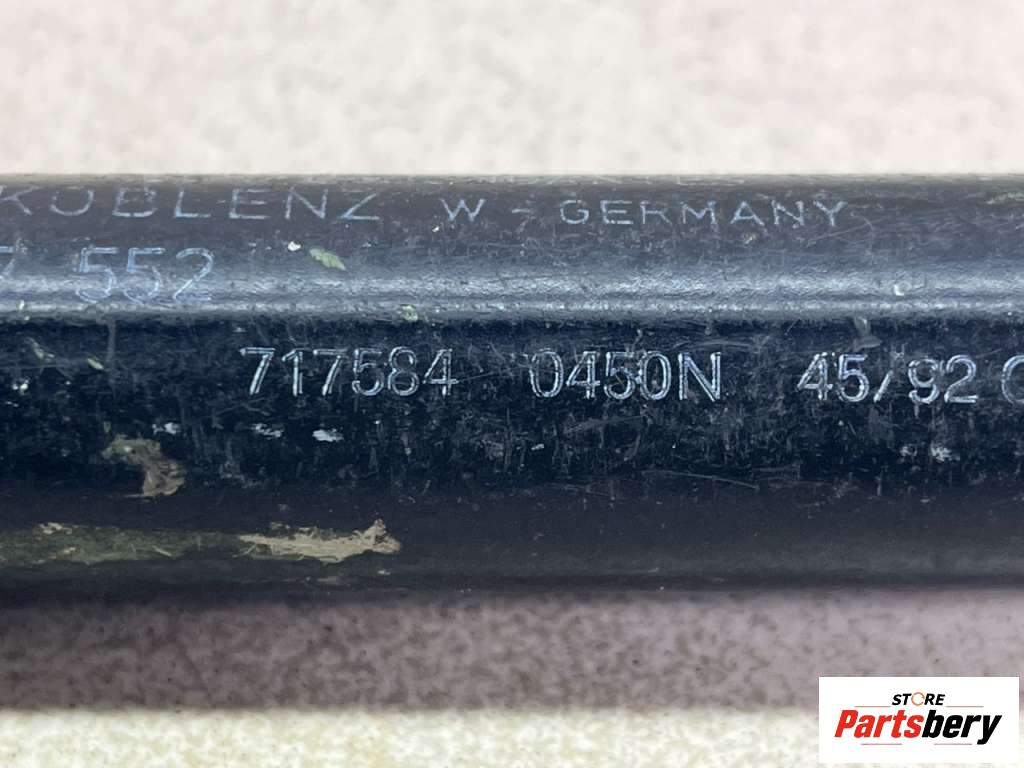 KOBLENZ W-GERMANY
552
717584 0450N 45/92
STORE
Partsbery